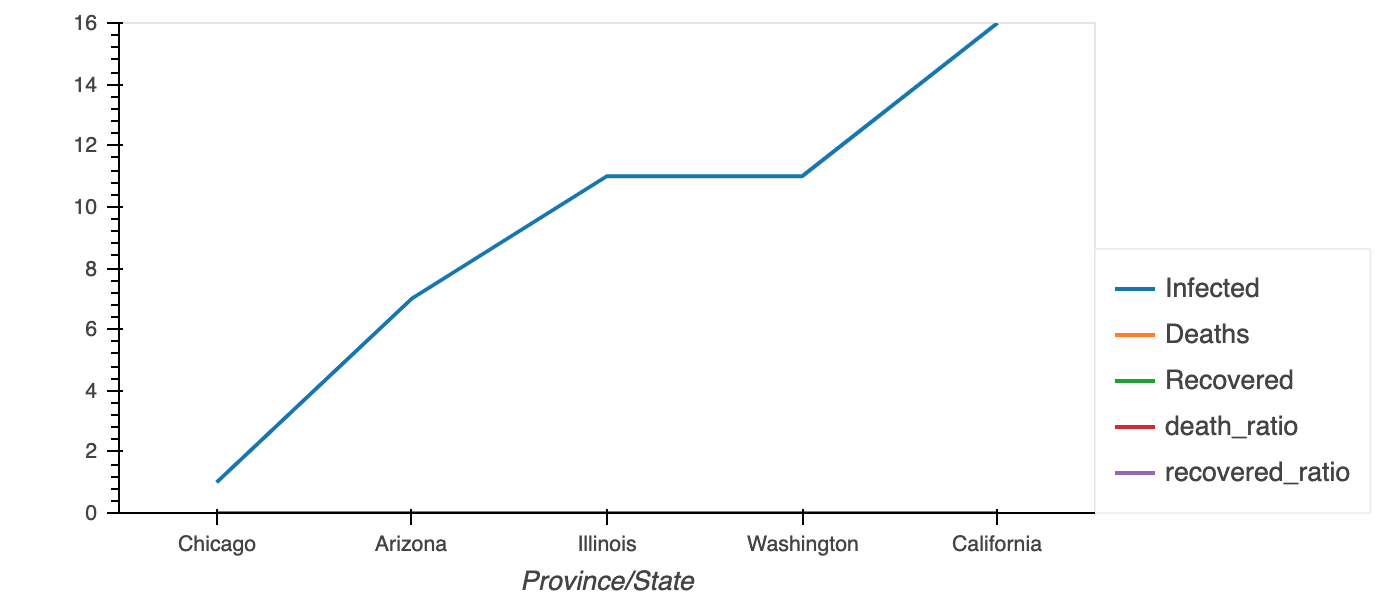 16
14
12
10
8
6
4
2
0
Chicago Arizona Illinois Washington California
Province/State
Infected
Deaths
Recovered
death_ratio
recovered_ratio